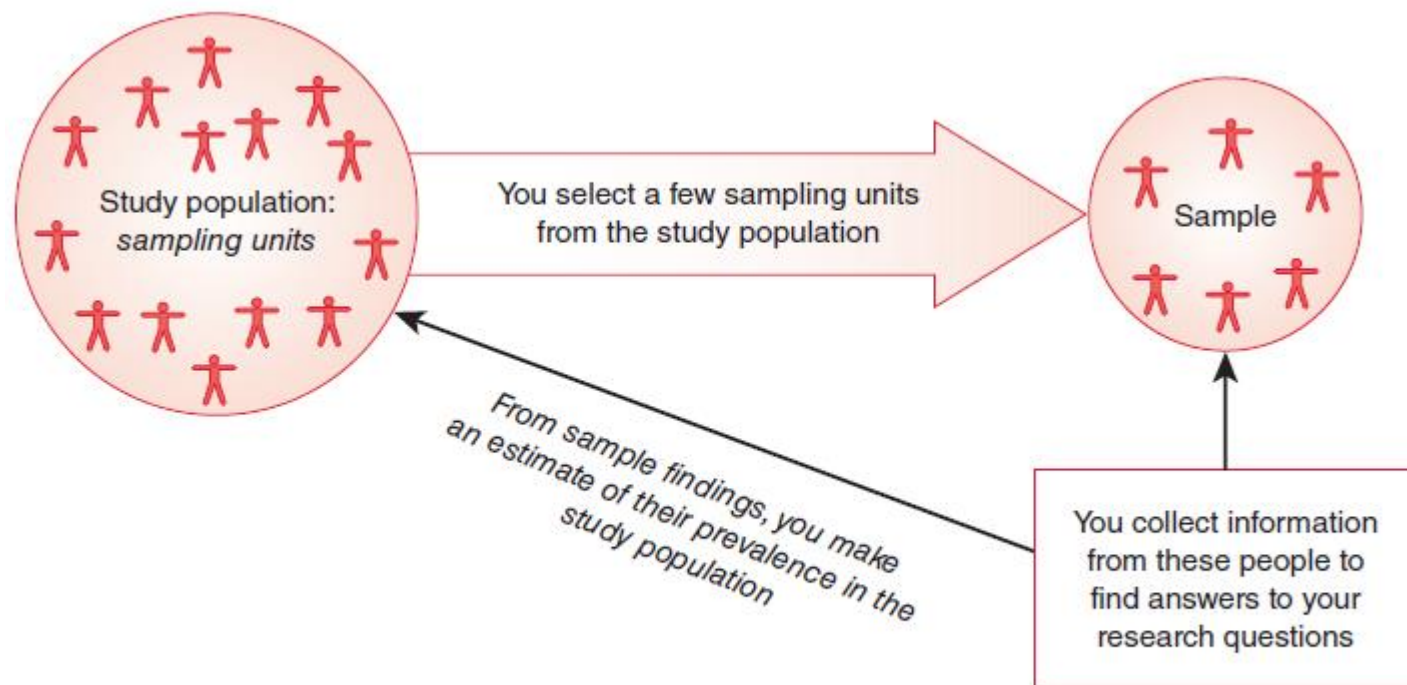 Study population:
sampling units
You select a few sampling units
from the study population
Sample
From sample findings, you make
an estimate of their prevalence in the
study population
You collect information
from these people to
find answers to your
research questions